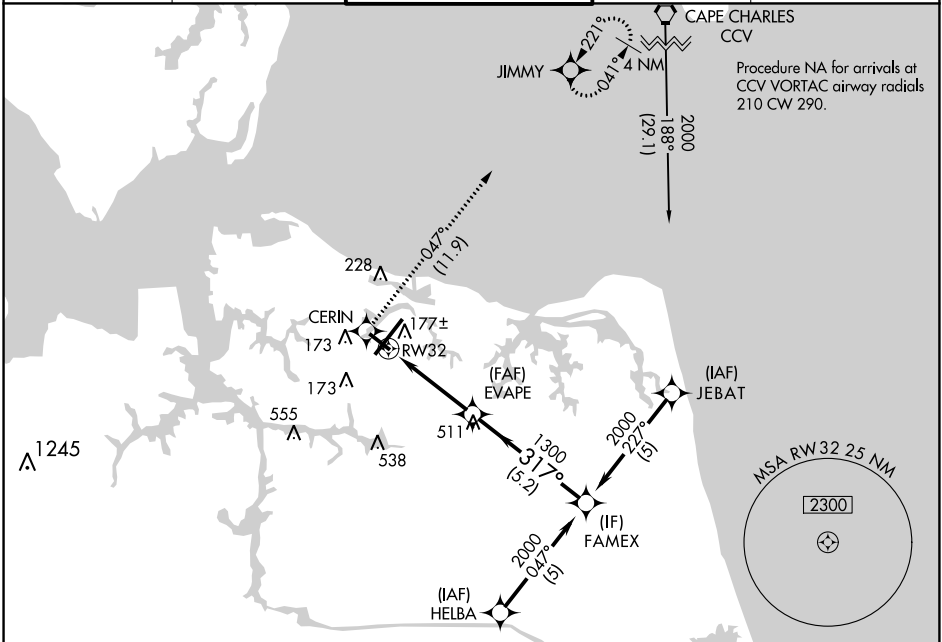 CAPE CHARLES
CCV
221°
041°
4 NM
JIMMY
Procedure NA for arrivals at
CCV VORTAC airway radials
210 CW 290.
2000
188°
(29.1)
047°
(11.9)
228
CERIN
177±
173
RW32
173
(FAF)
EVAPE
(IAF)
JEBAT
555
511
538
1245
1300
317°
(5.2)
2000
227°
(5)
MSA RW32 25 NM
2300
(IF)
FAMEX
2000
047°
(5)
(IAF)
HELBA